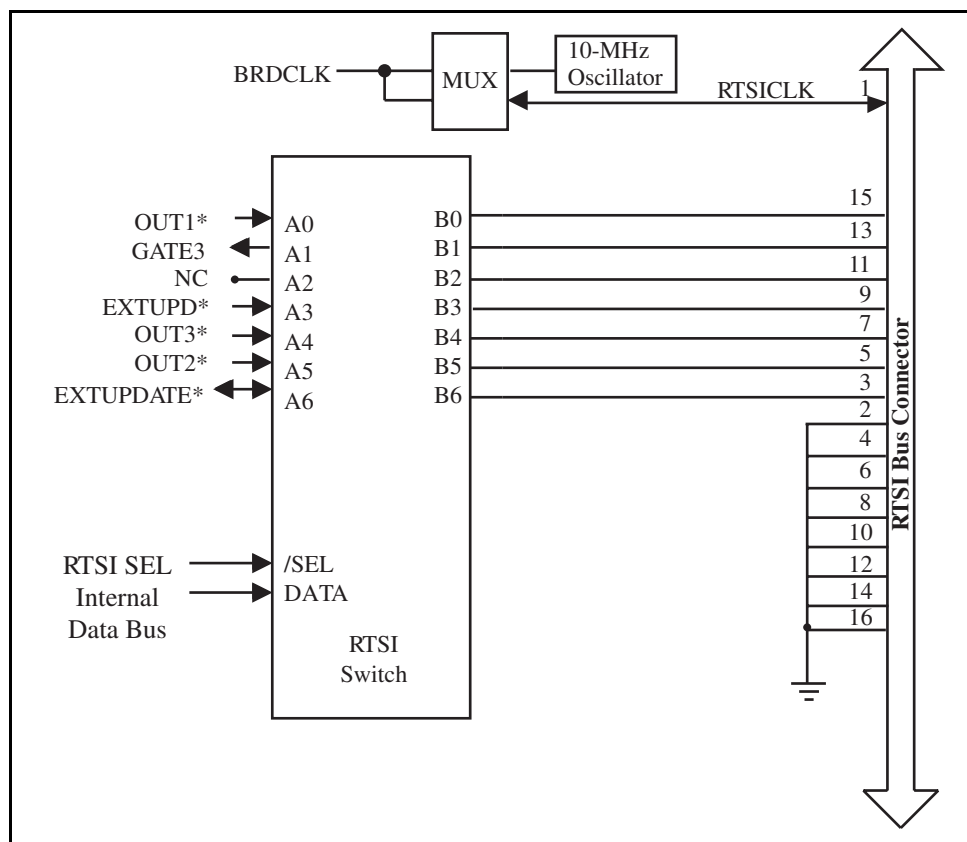 BRDCLK
MUX
10-MHz
Oscillator
RTSICLK
1
OUT1*
A0
B0
15
GATE3
A1
B1
13
NC
A2
B2
11
EXTUPD*
A3
B3
9
OUT3*
A4
B4
7
OUT2*
A5
B5
5
EXTUPDATE*
A6
B6
3
2
4
6
8
10
12
14
16
RTSI Bus Connector
RTSI SEL
/SEL
Internal
Data Bus
DATA
RTSI
Switch